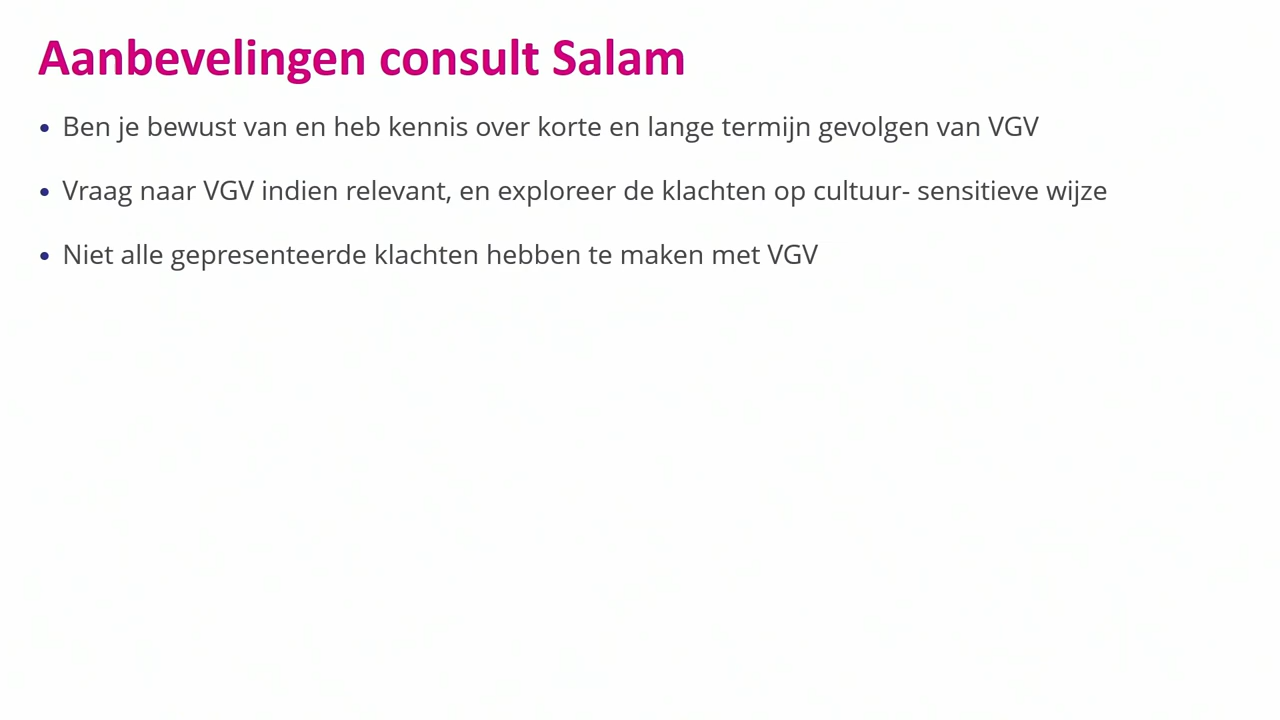 Aanbevelingen consult Salam
• Ben je bewust van en heb kennis over korte en lange termijn gevolgen van VGV
• Vraag naar VGV indien relevant, en exploreer de klachten op cultuur- sensitieve wijze
• Niet alle gepresenteerde klachten hebben te maken met VGV